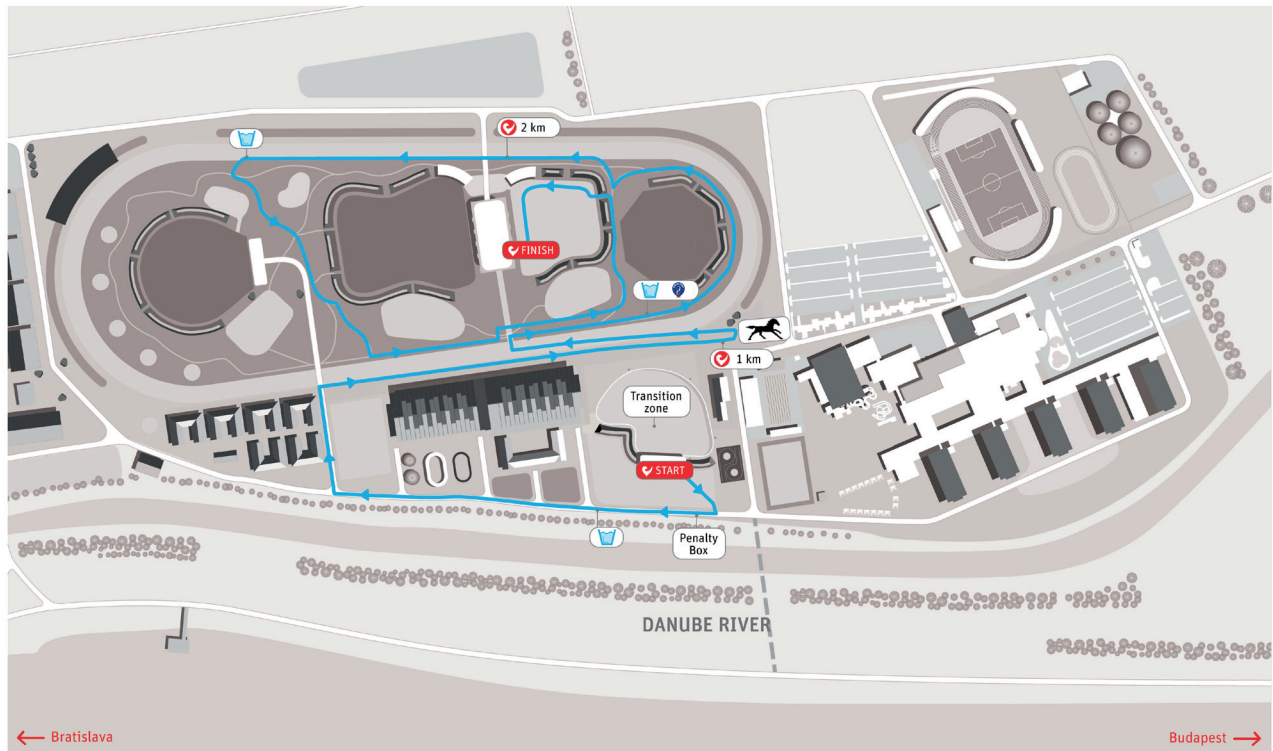 2 km
FINISH
1 km
Transition
zone
START
Penalty
Box
DANUBE RIVER
Bratislava
Budapest